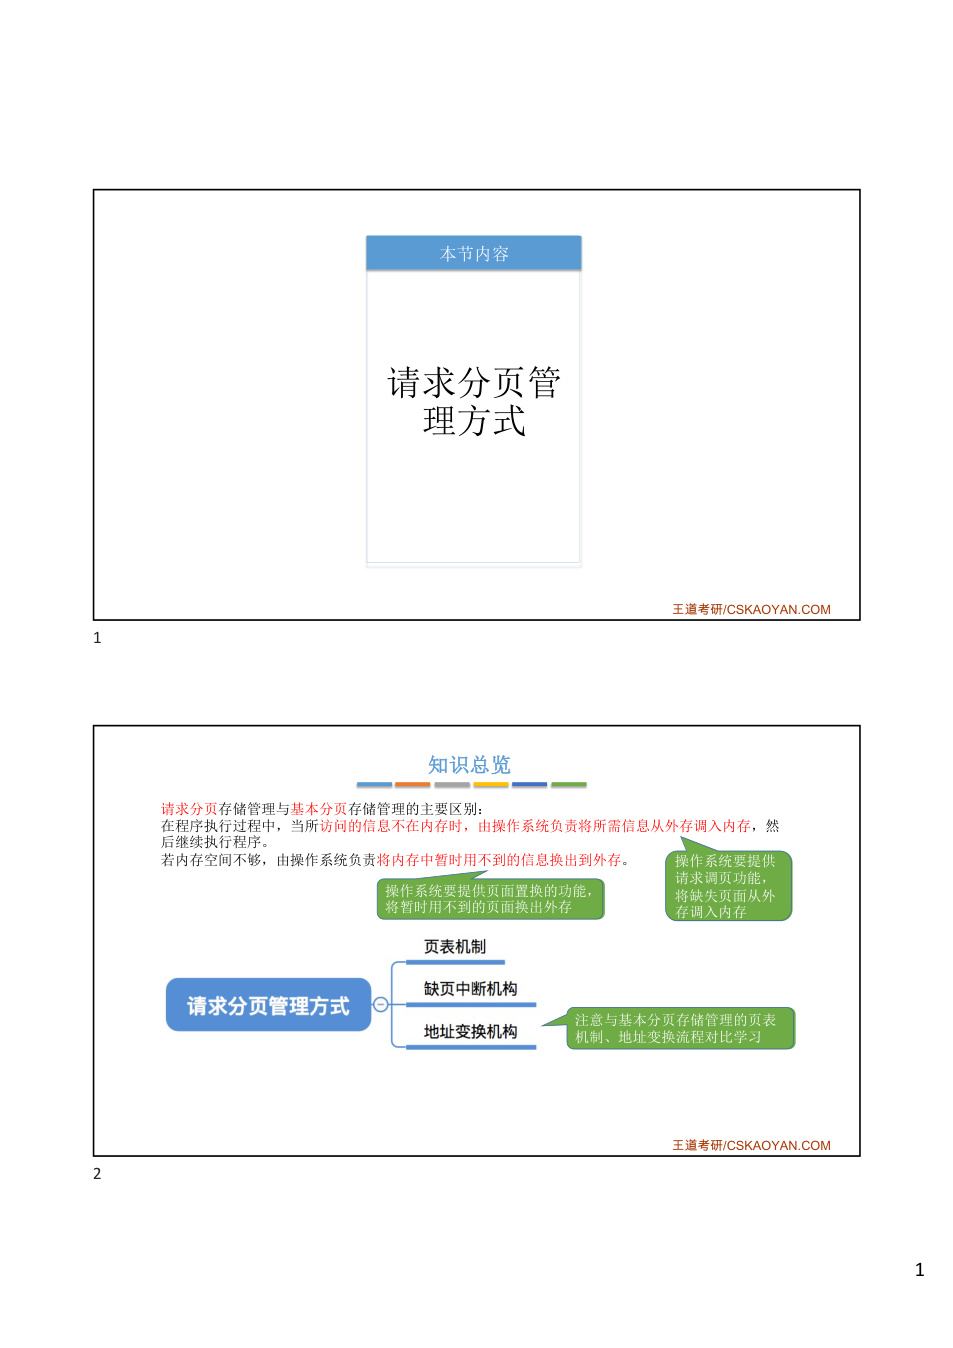 本节内容
请求分页管
理方式
王道考研/CSKAOYAN.COM
1
知识总览
请求分页存储管理与基本分页存储管理的主要区别：
在程序执行过程中，当所访问的信息不在内存时，由操作系统负责将所需信息从外存调入内存，然
后继续执行程序。
若内存空间不够，由操作系统负责将内存中暂时用不到的信息换出到外存。
操作系统要提供
请求调页功能，
将缺失页面从外
存调入内存
操作系统要提供页面置换的功能，
将暂时用不到的页面换出外存
页表机制
缺页中断机构
请求分页管理方式
地址变换机构
注意与基本分页存储管理的页表
机制、地址变换流程对比学习
王道考研/CSKAOYAN.COM
2
1